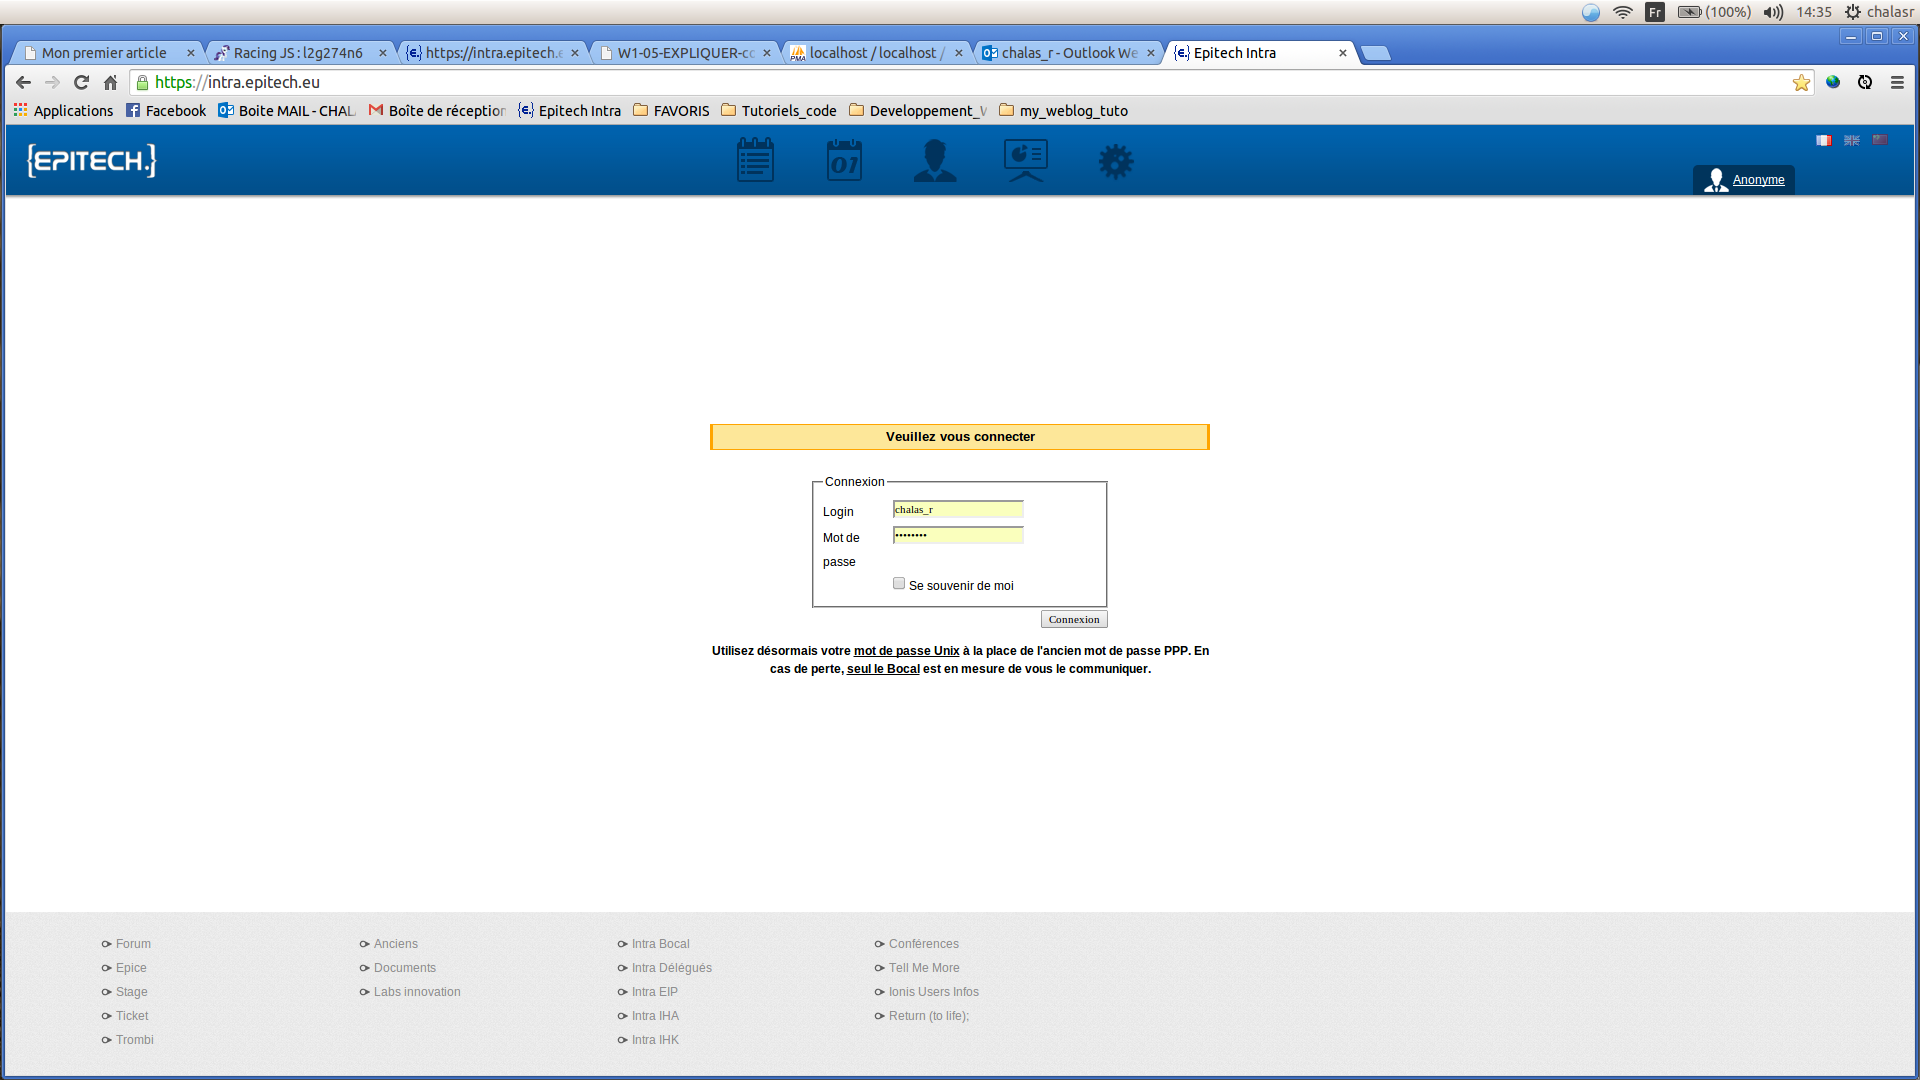 Fr (100%) 14:35 chalasr
Mon premier article Racing JS : l2g274n6 https://intra.epitech.e W1-05-EXPLIQUER-co localhost / localhost / chalas_r - Outlook We Epitech Intra
https://intra.epitech.eu
Applications Facebook Boite MAIL - CHAL Boîte de réception Epitech Intra FAVORIS Tutoriels_code Developpement_W my_weblog_tuto
{EPITECH.} 01
Anonyme
Veuillez vous connecter
Connexion
Login chalas_r
Mot de passe ••••••••
Se souvenir de moi
Connexion
Utilisez désormais votre mot de passe Unix à la place de l'ancien mot de passe PPP. En
cas de perte, seul le Bocal est en mesure de vous le communiquer.
Forum Anciens Intra Bocal Conférences
Epice Documents Intra Délégués Tell Me More
Stage Labs innovation Intra EIP Ionis Users Infos
Ticket Intra IHA Return (to life);
Trombi Intra IHK